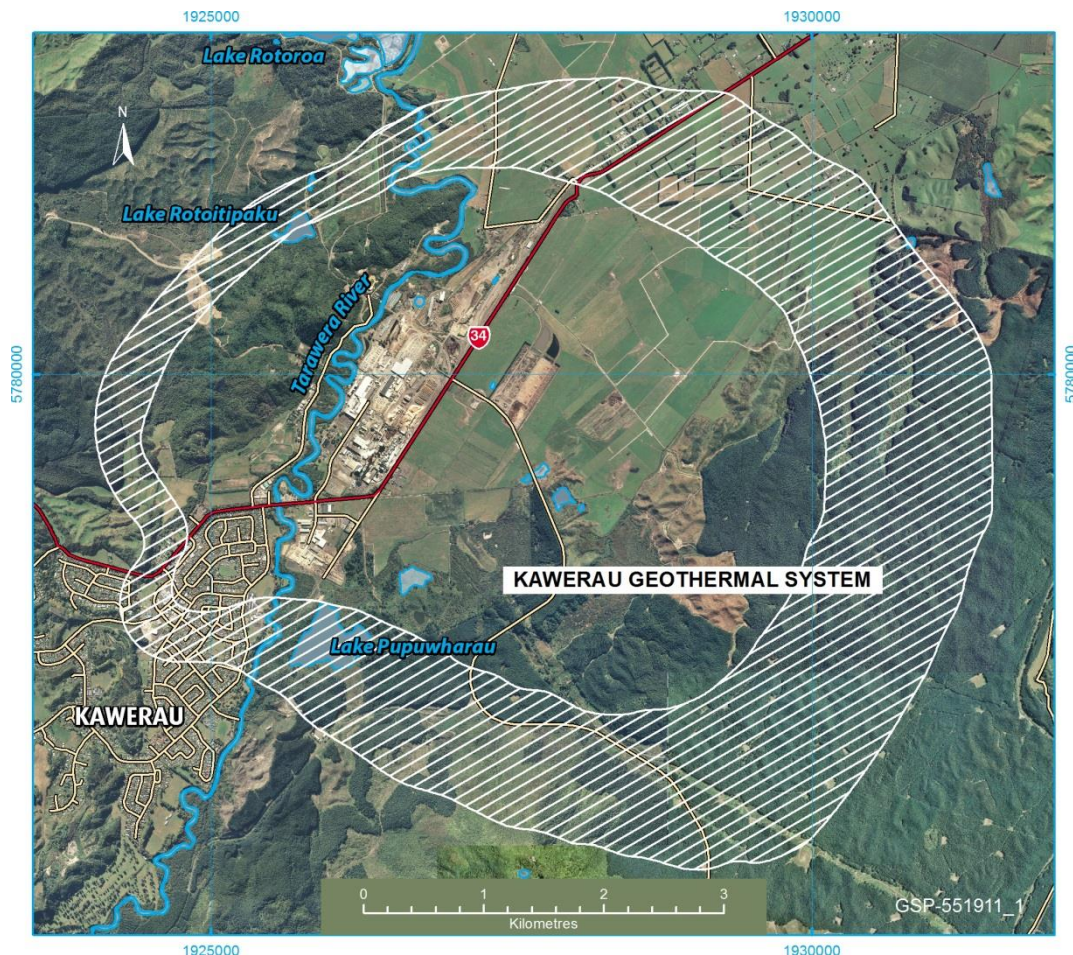 1925000
1930000
Lake Rotoroa
N
Lake Rotoitipaku
Tarawera River
34
5780000
5780000
KAWERAU GEOTHERMAL SYSTEM
Lake Pupuwharau
KAWERAU
0
1
2
3
Kilometres
GSP-551911_1
1925000
1930000